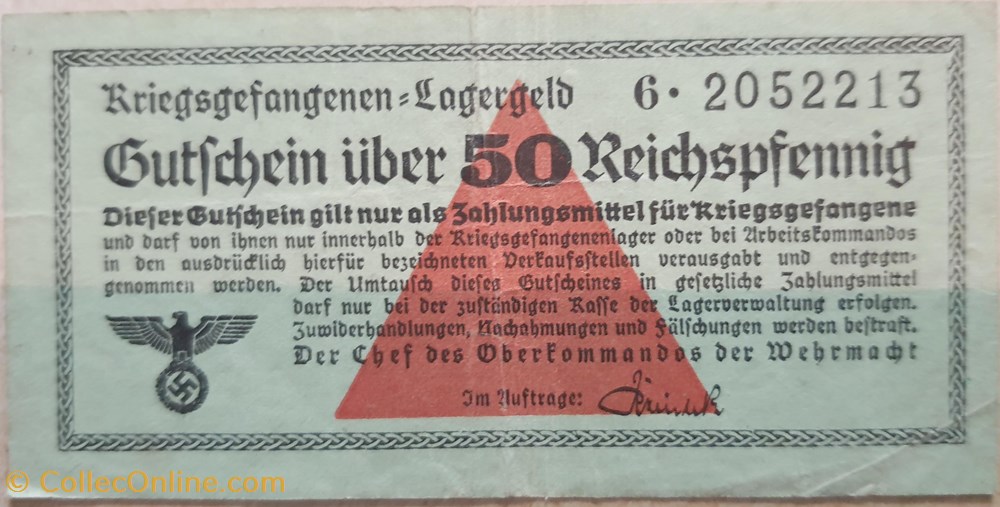 Kriegsgefangenen-Lagergeld 6· 2052213
Gutschein über 50 Reichspfennig
Dieser Gutschein gilt nur als Zahlungsmittel für Kriegsgefangene
und darf von ihnen nur innerhalb der Kriegsgefangenenlager oder bei Arbeitskommandos
in den ausdrücklich hierfür bezeichneten Verkaufsstellen verausgabt und entgegen-
genommen werden. Der Umtausch dieses Gutscheines in gesetzliche Zahlungsmittel
darf nur bei der zuständigen Kasse der Lagerverwaltung erfolgen.
Zuwiderhandlungen, Nachahmungen und Fälschungen werden bestraft.
Der Chef des Oberkommandos der Wehrmacht
Im Auftrage:
© CollecOnline.com